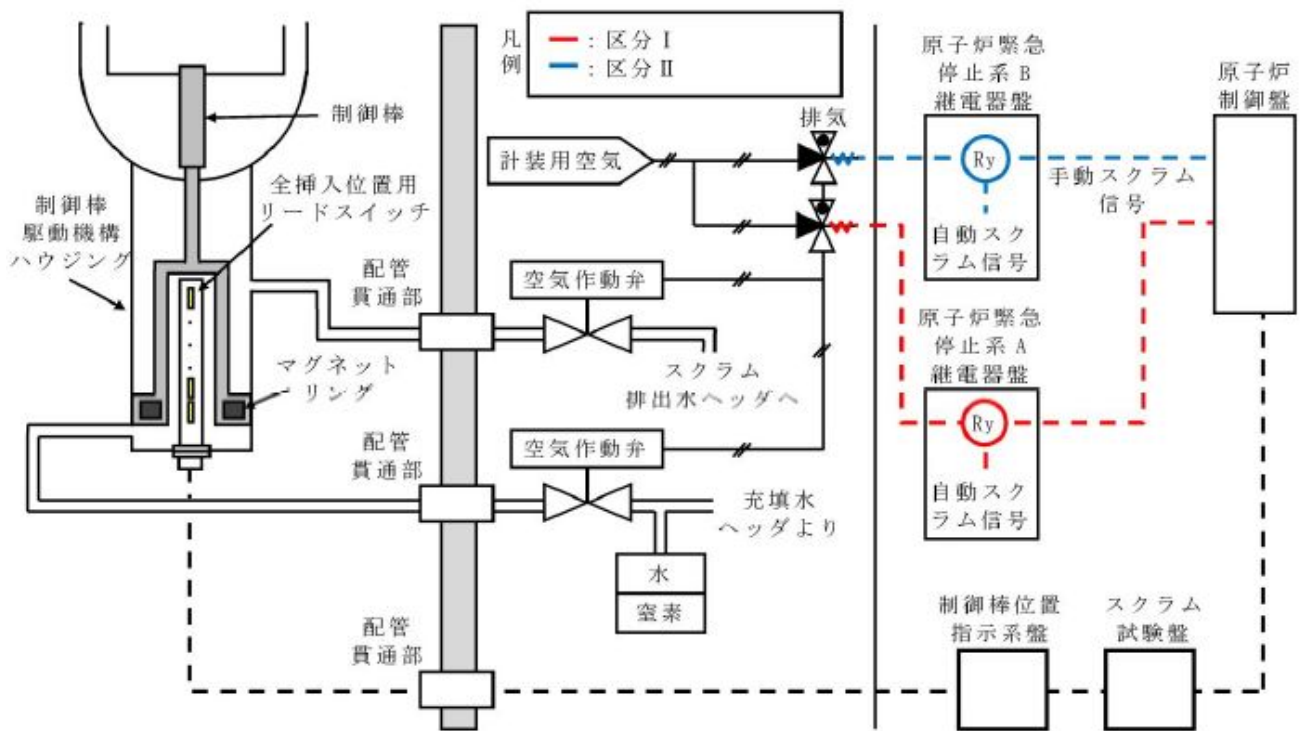 凡例
: 区分Ⅰ
: 区分Ⅱ
制御棒
全挿入位置用
リードスイッチ
制御棒
駆動機構
ハウジング
マグネット
リング
配管
貫通部
配管
貫通部
配管
貫通部
計装用空気
排気
空気作動弁
スクラム
排出水ヘッダへ
空気作動弁
充填水
ヘッダより
水
窒素
原子炉緊急
停止系B
継電器盤
Ry
自動スク
ラム信号
手動スクラム
信号
原子炉
制御盤
原子炉緊急
停止系A
継電器盤
Ry
自動スク
ラム信号
制御棒位置
指示系盤
スクラム
試験盤